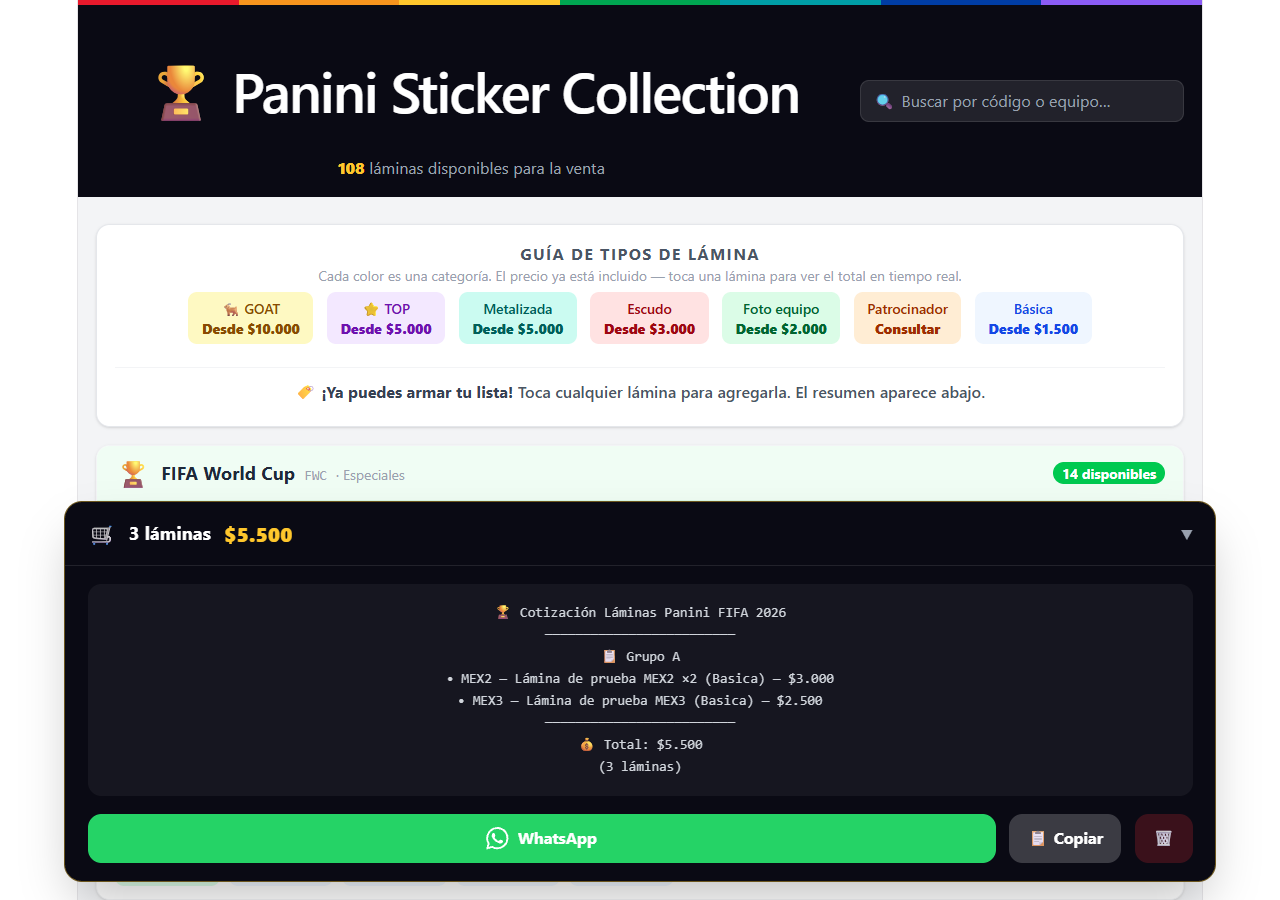 🏆 Panini Sticker Collection
🔍 Buscar por código o equipo...
108 láminas disponibles para la venta
GUÍA DE TIPOS DE LÁMINA
Cada color es una categoría. El precio ya está incluido — toca una lámina para ver el total en tiempo real.
🐐 GOAT
Desde $10.000
⭐ TOP
Desde $5.000
Metalizada
Desde $5.000
Escudo
Desde $3.000
Foto equipo
Desde $2.000
Patrocinador
Consultar
Básica
Desde $1.500
🏷️ ¡Ya puedes armar tu lista! Toca cualquier lámina para agregarla. El resumen aparece abajo.
🏆 FIFA World Cup FWC · Especiales
14 disponibles
🛒 3 láminas $5.500 ▼
🏆 Cotización Láminas Panini FIFA 2026
────────────────────────
📋 Grupo A
• MEX2 — Lámina de prueba MEX2 ×2 (Basica) — $3.000
• MEX3 — Lámina de prueba MEX3 (Basica) — $2.500
────────────────────────
💰 Total: $5.500
(3 láminas)
WhatsApp
📋 Copiar
🗑️